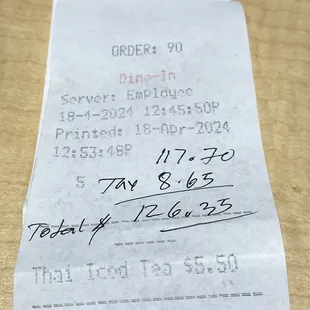 ORDER: 90
Dine-In
Server: Employee
18-4-2024 12:45:50P
Printed: 18-Apr-2024
12:53:48P
117.70
5 Tax 8.65
Total $ 126.35
Thai Iced Tea $5.50